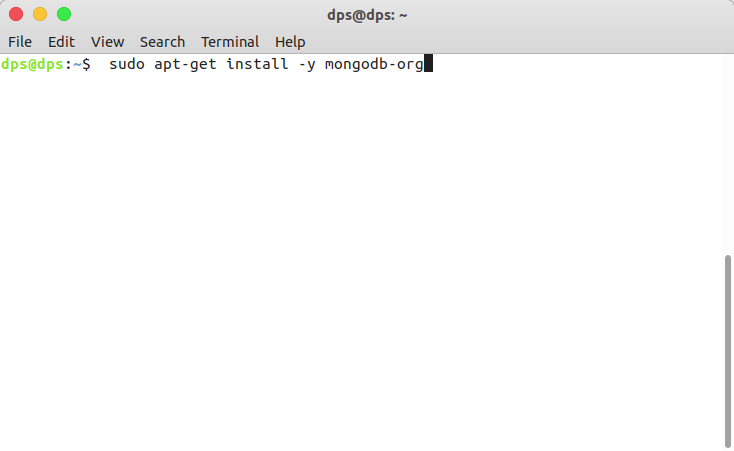 dps@dps: ~
File Edit View Search Terminal Help
dps@dps:~$  sudo apt-get install -y mongodb-org